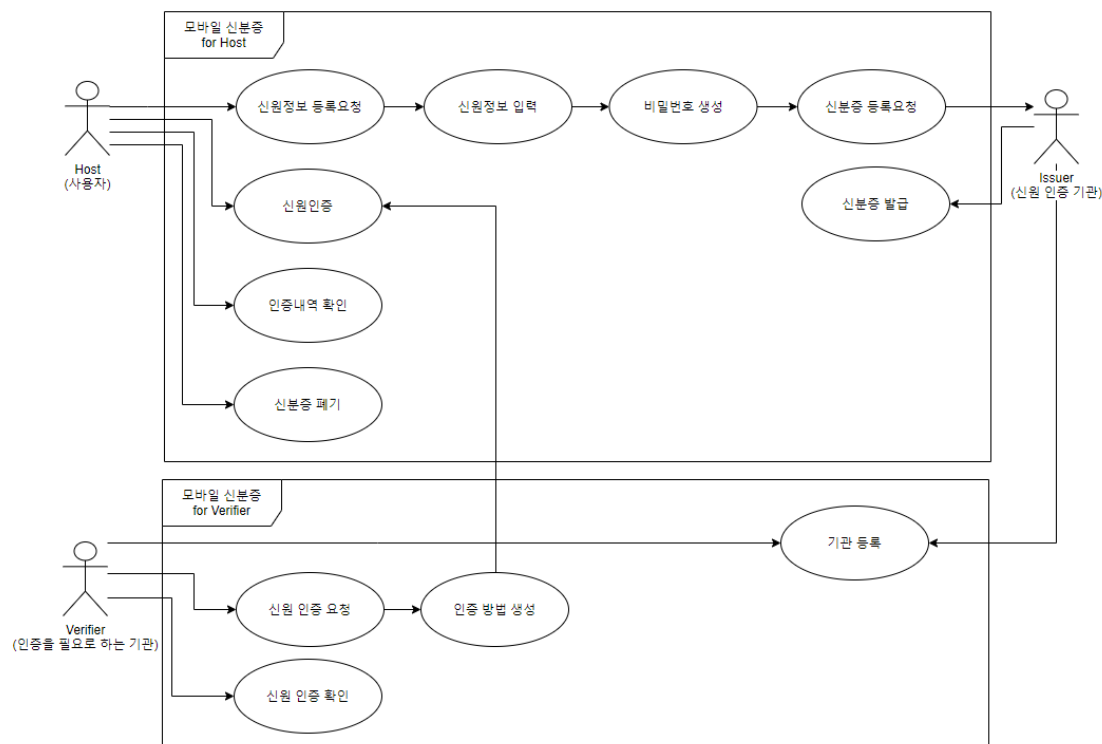 모바일 신분증
for Host
신원정보 등록요청
신원정보 입력
비밀번호 생성
신분증 등록요청
Host
(사용자)
Issuer
(신원 인증 기관)
신원인증
신분증 발급
인증내역 확인
신분증 폐기
모바일 신분증
for Verifier
기관 등록
신원 인증 요청
인증 방법 생성
Verifier
(인증을 필요로 하는 기관)
신원 인증 확인